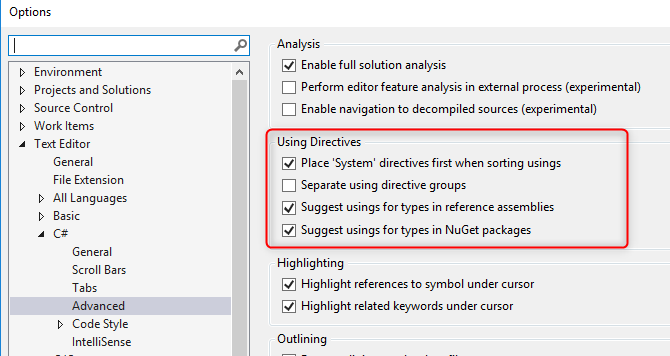 Options
Environment
Projects and Solutions
Source Control
Work Items
Text Editor
General
File Extension
All Languages
Basic
C#
General
Scroll Bars
Tabs
Advanced
Code Style
IntelliSense
Analysis
Enable full solution analysis
Perform editor feature analysis in external process (experimental)
Enable navigation to decompiled sources (experimental)
Using Directives
Place 'System' directives first when sorting usings
Separate using directive groups
Suggest usings for types in reference assemblies
Suggest usings for types in NuGet packages
Highlighting
Highlight references to symbol under cursor
Highlight related keywords under cursor
Outlining